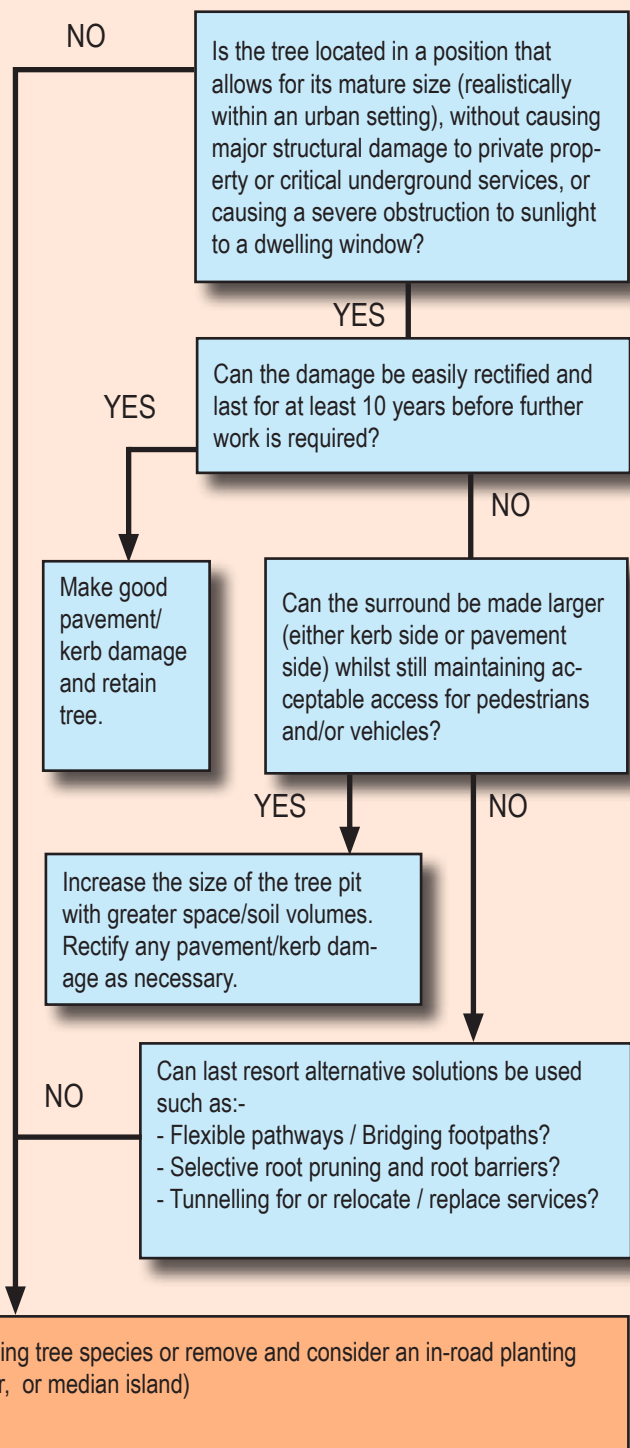 NO
Is the tree located in a position that
allows for its mature size (realistically
within an urban setting), without causing
major structural damage to private prop-
erty or critical underground services, or
causing a severe obstruction to sunlight
to a dwelling window?
YES
Can the damage be easily rectified and
last for at least 10 years before further
work is required?
YES
NO
Make good
pavement/
kerb damage
and retain
tree.
Can the surround be made larger
(either kerb side or pavement
side) whilst still maintaining ac-
ceptable access for pedestrians
and/or vehicles?
YES
NO
Increase the size of the tree pit
with greater space/soil volumes.
Rectify any pavement/kerb dam-
age as necessary.
Can last resort alternative solutions be used
such as:-
- Flexible pathways / Bridging footpaths?
- Selective root pruning and root barriers?
- Tunnelling for or relocate / replace services?
NO
ing tree species or remove and consider an in-road planting
r, or median island)